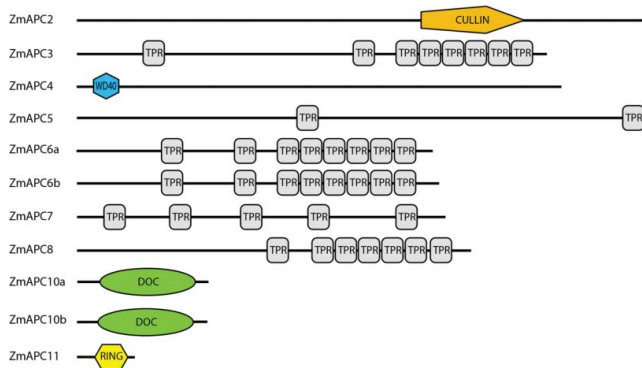 ZmAPC2 CULLIN
ZmAPC3 TPR TPR TPR TPR TPR TPR TPR TPR
ZmAPC4 WD40
ZmAPC5 TPR TPR
ZmAPC6a TPR TPR TPR TPR TPR TPR TPR TPR
ZmAPC6b TPR TPR TPR TPR TPR TPR TPR TPR
ZmAPC7 TPR TPR TPR TPR TPR
ZmAPC8 TPR TPR TPR TPR TPR TPR TPR
ZmAPC10a DOC
ZmAPC10b DOC
ZmAPC11 RING